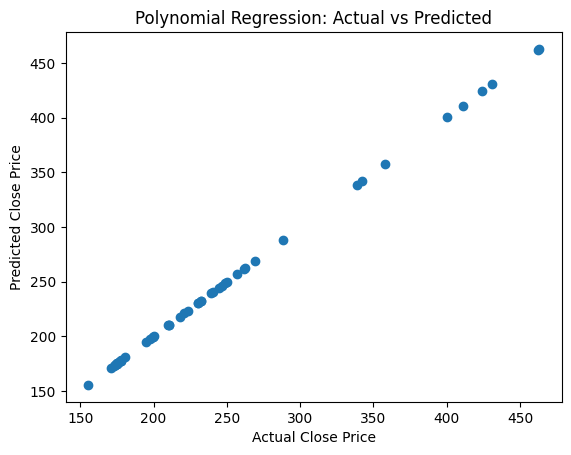 Polynomial Regression: Actual vs Predicted
Predicted Close Price
450
400
350
300
250
200
150
150 200 250 300 350 400 450
Actual Close Price